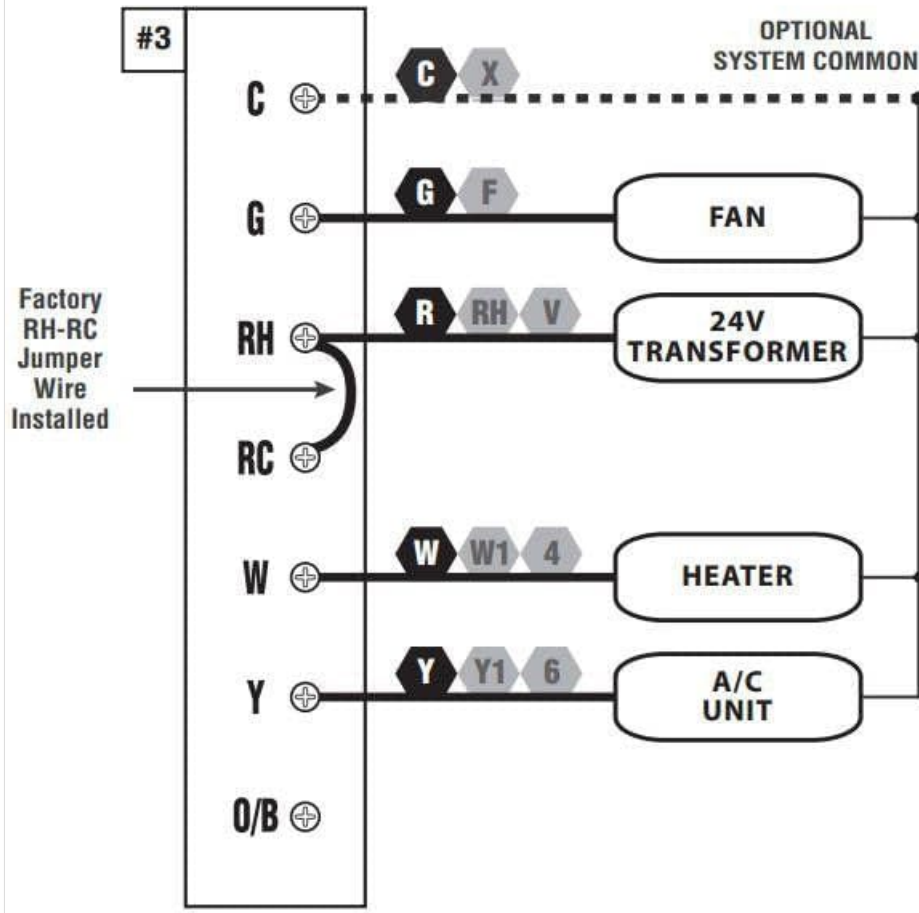 #3
OPTIONAL
SYSTEM COMMON
C X
C
G F
G
FAN
Factory
RH-RC
Jumper
Wire
Installed
R RH V
RH
24V
TRANSFORMER
RC
W W1 4
W
HEATER
Y Y1 6
Y
A/C
UNIT
O/B